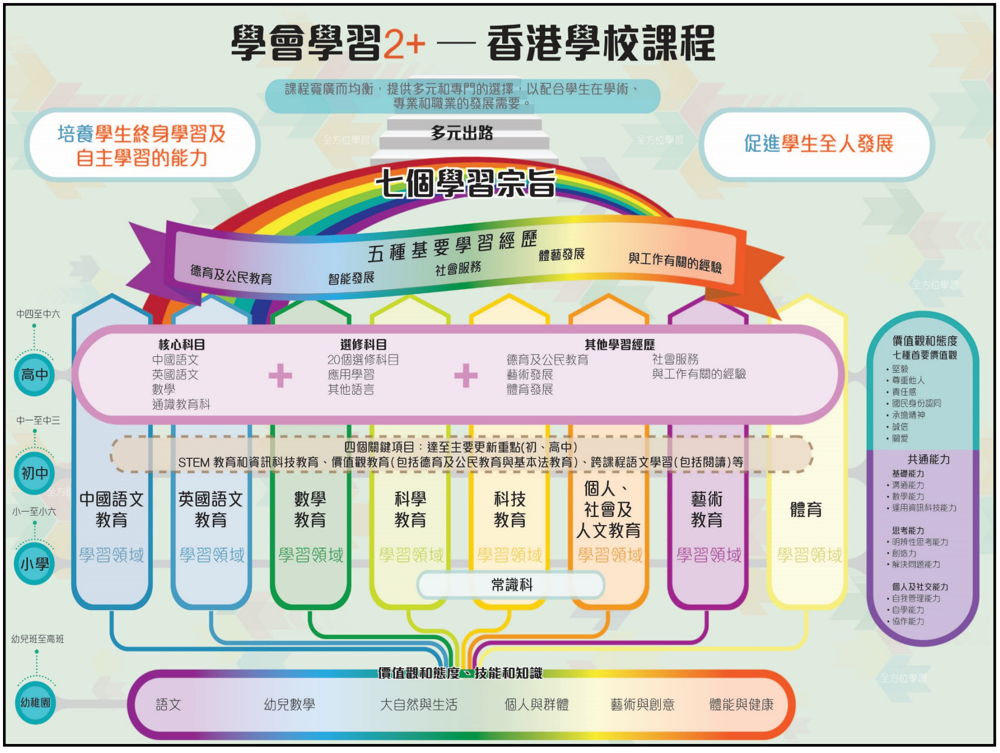 學會學習2+ — 香港學校課程
課程寬廣而均衡，提供多元和專門的選擇，以配合學生在學術、
專業和職業的發展需要。
培養學生終身學習及
自主學習的能力
促進學生全人發展
全方位學習
多元出路
全方位學習
七個學習宗旨
五種基要學習經歷
德育及公民教育
智能發展
社會服務
體藝發展
與工作有關的經驗
全方位學習
中四至中六
高中
核心科目
中國語文
英國語文
數學
通識教育科
+
選修科目
20個選修科目
應用學習
其他語言
+
其他學習經歷
德育及公民教育
藝術發展
體育發展
社會服務
與工作有關的經驗
中一至中三
初中
四個關鍵項目：達至主要更新重點(初、高中)
STEM 教育和資訊科技教育、價值觀教育(包括德育及公民教育與基本法教育)、跨課程語文學習(包括閱讀)等
全方位
小一至小六
小學
中國語文
教育
學習領域
英國語文
教育
學習領域
數學
教育
學習領域
科學
教育
學習領域
科技
教育
學習領域
個人、
社會及
人文教育
學習領域
藝術
教育
學習領域
體育
學習領域
常識科
價值觀和態度
七種首要價值觀
• 堅毅
• 尊重他人
• 責任感
• 國民身份認同
• 承擔精神
• 誠信
• 關愛
共通能力
基礎能力
• 溝通能力
• 數學能力
• 運用資訊科技能力
思考能力
• 明辨性思考能力
• 創造力
• 解決問題能力
個人及社交能力
• 自我管理能力
• 自學能力
• 協作能力
全方位學習
幼兒班至高班
幼稚園
價值觀和態度、技能和知識
語文
幼兒數學
大自然與生活
個人與群體
藝術與創意
體能與健康